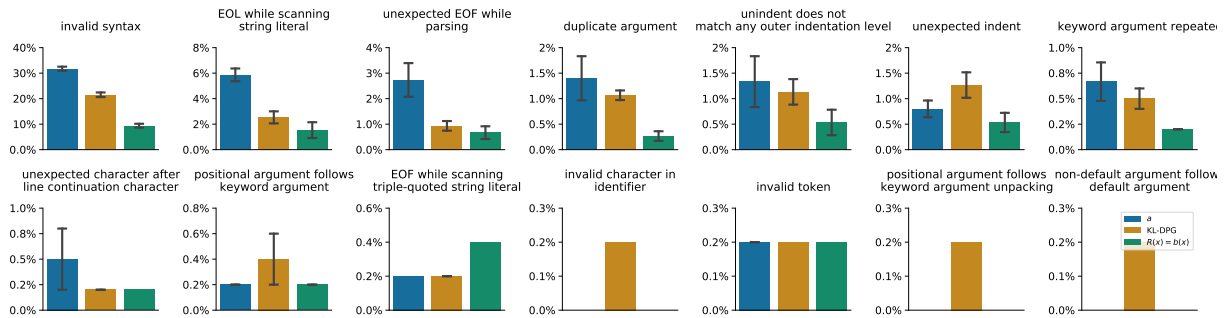 invalid syntax
40%
30%
20%
10%
0.0%
EOL while scanning
string literal
8%
6%
4%
2%
0.0%
unexpected EOF while
parsing
4%
3%
2%
1%
0.0%
duplicate argument
2%
1%
1.0%
0.5%
0.0%
unindent does not
match any outer indentation level
2%
1%
1.0%
0.5%
0.0%
unexpected indent
2%
1%
1.0%
0.5%
0.0%
keyword argument repeated
1.0%
0.8%
0.5%
0.2%
0.0%
unexpected character after
line continuation character
1.0%
0.8%
0.5%
0.2%
0.0%
positional argument follows
keyword argument
0.8%
0.6%
0.4%
0.2%
0.0%
EOF while scanning
triple-quoted string literal
0.6%
0.4%
0.2%
0.0%
invalid character in
identifier
0.3%
0.2%
0.1%
0.0%
invalid token
0.3%
0.2%
0.1%
0.0%
positional argument follows
keyword argument unpacking
0.3%
0.2%
0.1%
0.0%
non-default argument follow
default argument
0.3%
0.2%
0.1%
0.0%
a
KL-DPG
R(x) = b(x)